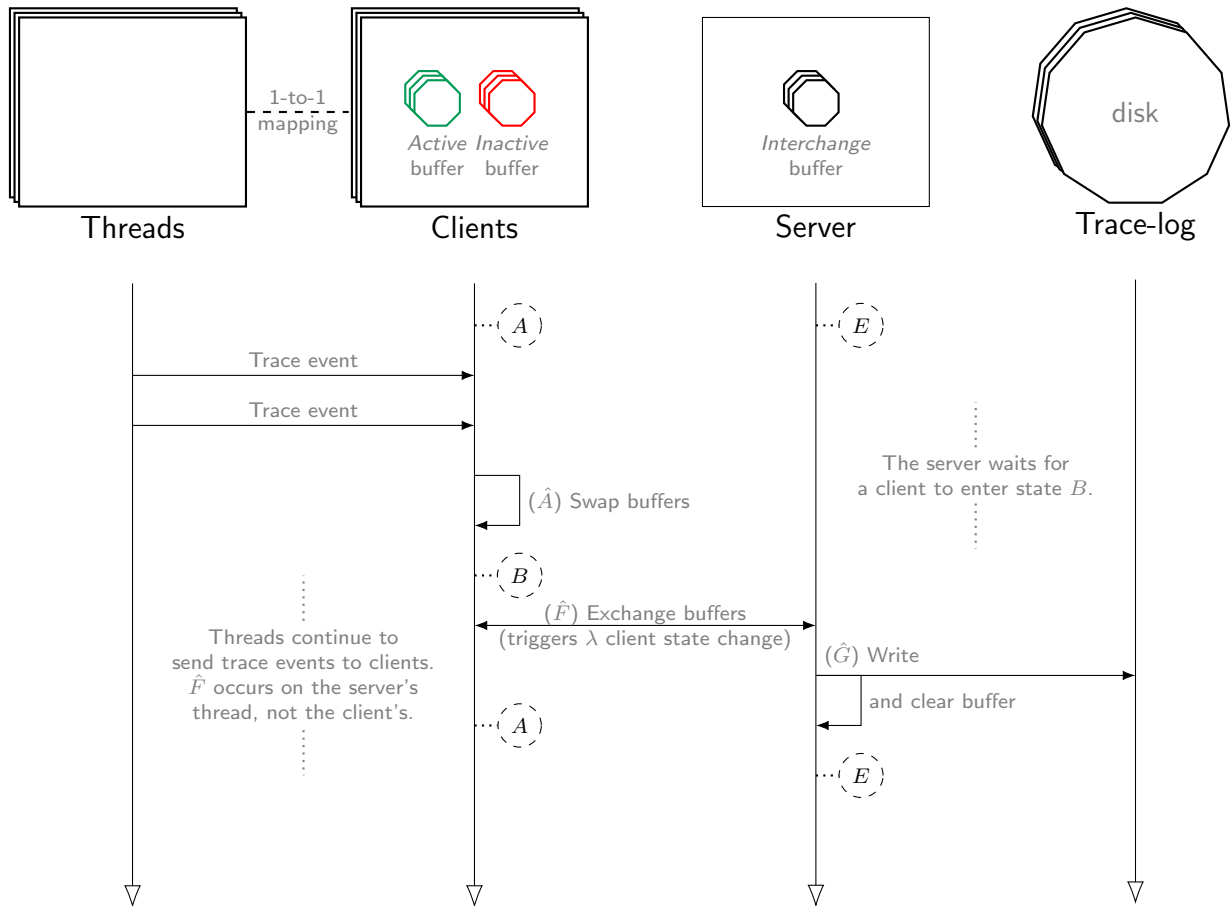 1-to-1
mapping
Active
buffer
Inactive
buffer
Interchange
buffer
disk
Threads
Clients
Server
Trace-log
A
E
Trace event
Trace event
The server waits for
a client to enter state B.
(Â) Swap buffers
B
(F̂) Exchange buffers
(triggers λ client state change)
Threads continue to
send trace events to clients.
F̂ occurs on the server's
thread, not the client's.
(Ĝ) Write
and clear buffer
A
E